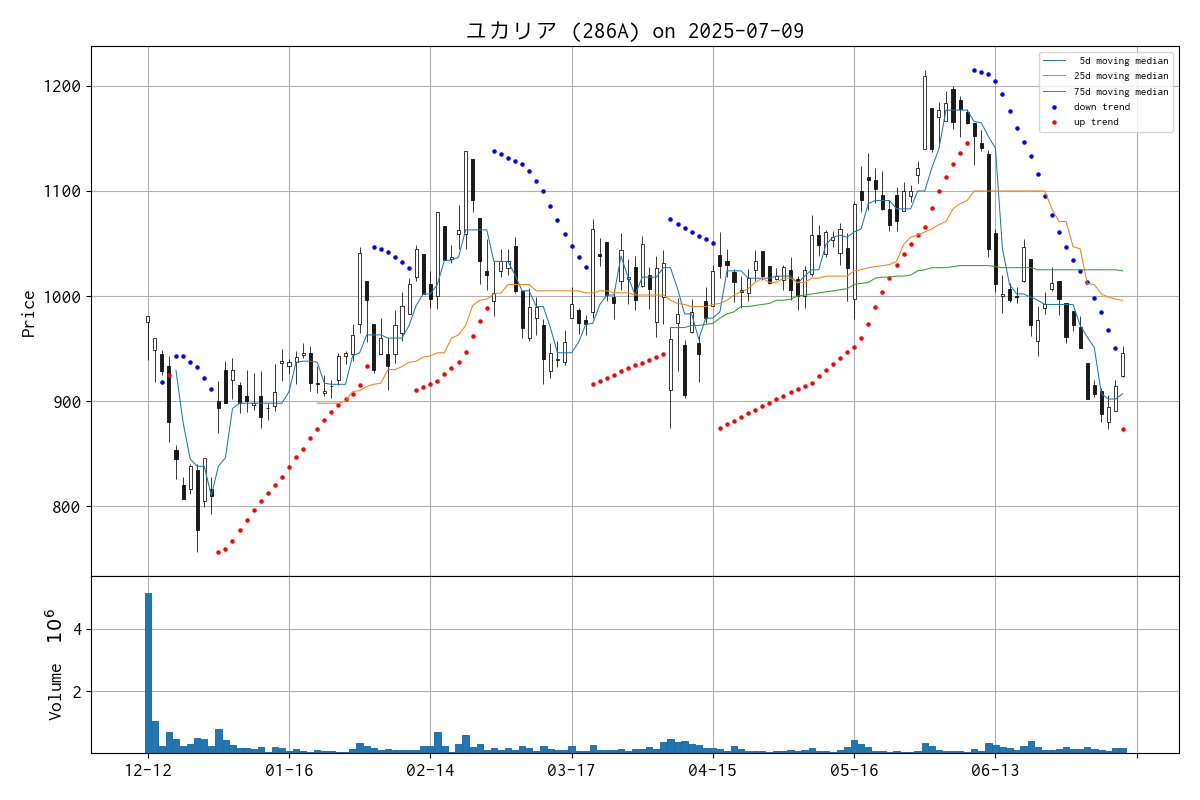 ユカリア (286A) on 2025-07-09
5d moving median
25d moving median
75d moving median
down trend
up trend
Price
1200
1100
1000
900
800
Volume 10^6
4
2
12-12 01-16 02-14 03-17 04-15 05-16 06-13